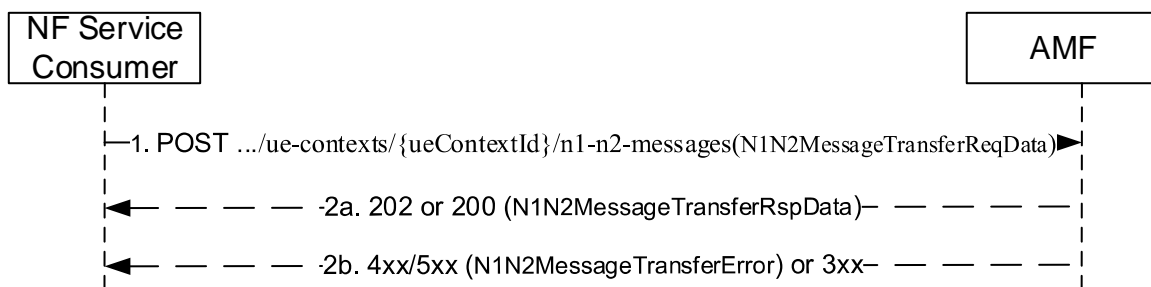 NF Service
Consumer
AMF
1. POST .../ue-contexts/{ueContextId}/n1-n2-messages(N1N2MessageTransferReqData)
2a. 202 or 200 (N1N2MessageTransferRspData)
2b. 4xx/5xx (N1N2MessageTransferError) or 3xx